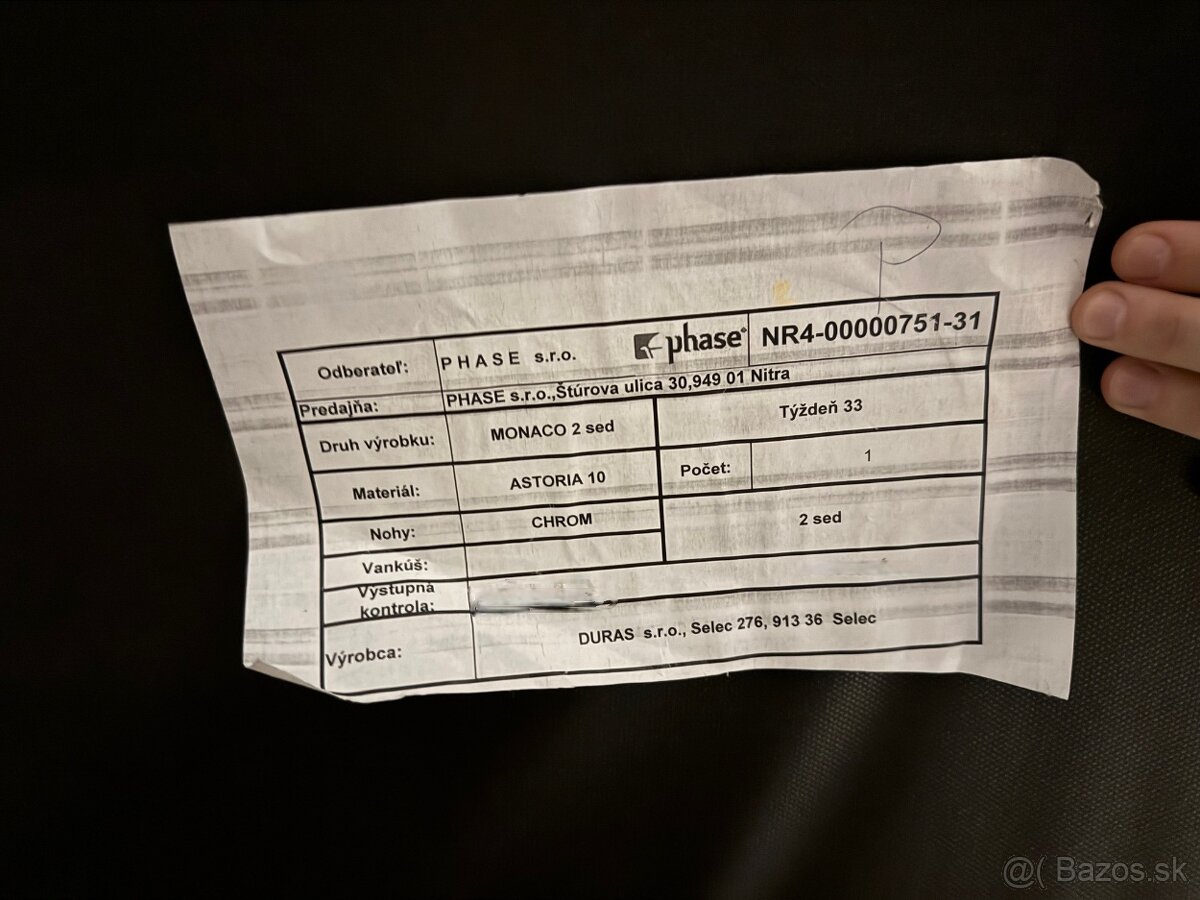 Odberateľ: PHASE s.r.o. phase NR4-00000751-31
Predajňa: PHASE s.r.o.,Štúrova ulica 30,949 01 Nitra
Druh výrobku: MONACO 2 sed Týždeň 33
Materiál: ASTORIA 10 Počet: 1
Nohy: CHROM 2 sed
Vankúš:
Výstupná
kontrola:
Výrobca: DURAS s.r.o., Selec 276, 913 36 Selec
@( Bazos.sk